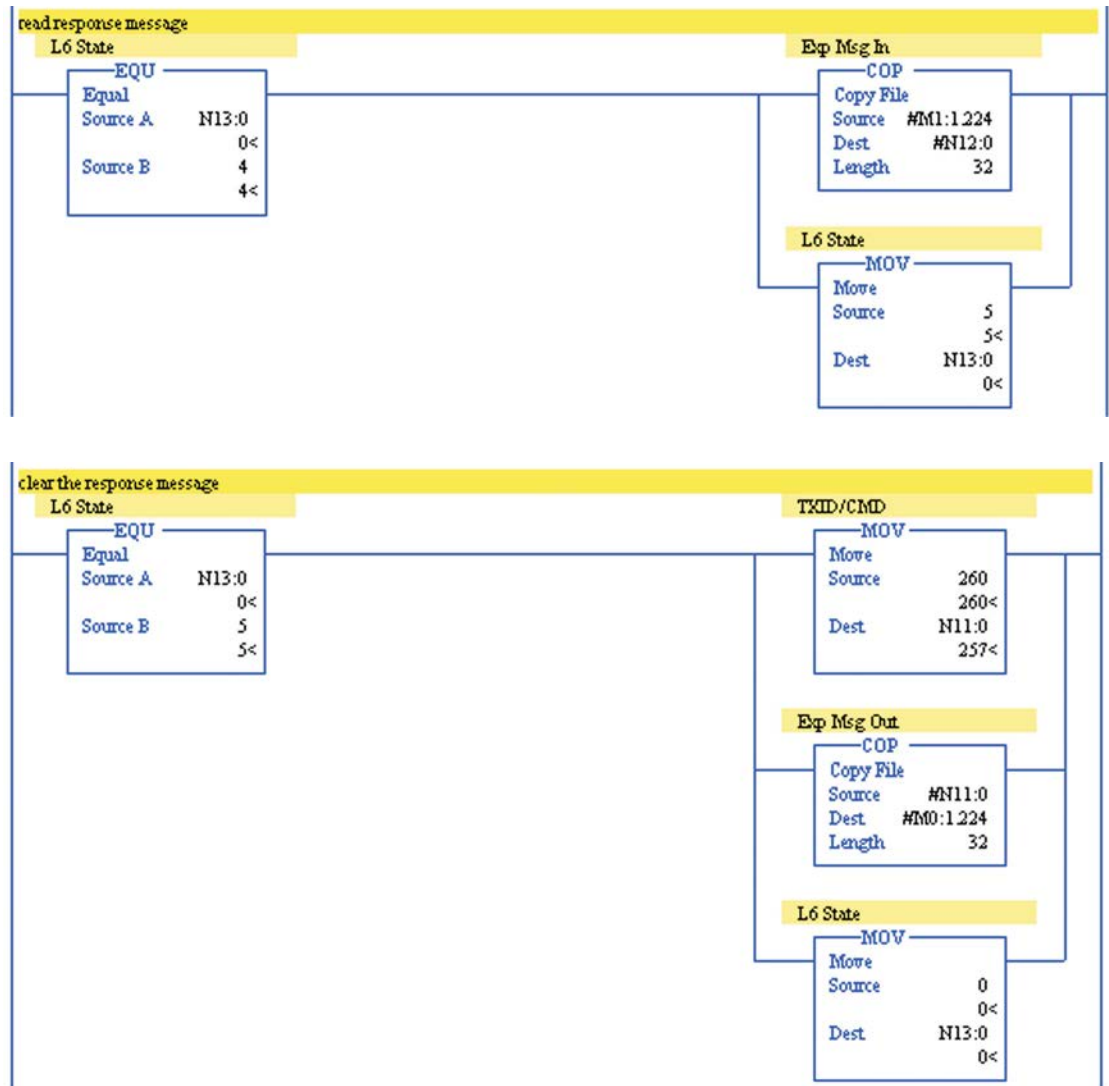 read response message
L6 State
EQU
Equal
Source A N13:0
0<
Source B 4
4<
Exp Msg In
COP
Copy File
Source #M1:1.224
Dest #N12:0
Length 32
L6 State
MOV
Move
Source 5
5<
Dest N13:0
0<
clear the response message
L6 State
EQU
Equal
Source A N13:0
0<
Source B 5
5<
TXID/CMD
MOV
Move
Source 260
260<
Dest N11:0
257<
Exp Msg Out
COP
Copy File
Source #N11:0
Dest #M0:1.224
Length 32
L6 State
MOV
Move
Source 0
0<
Dest N13:0
0<